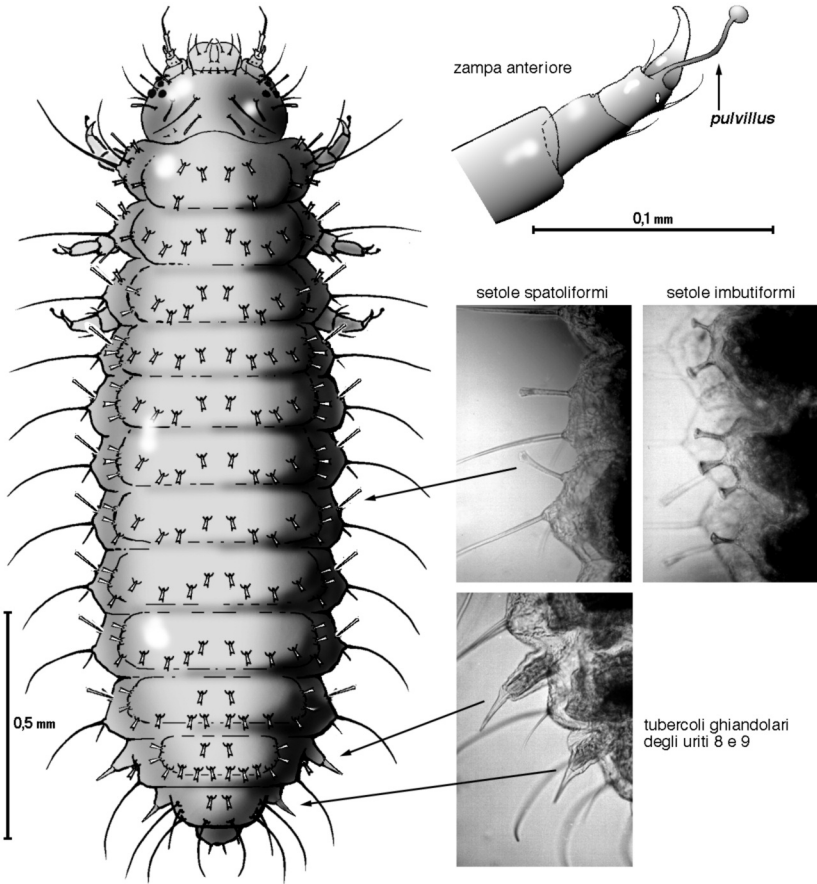 zampa anteriore
pulvillus
0,1 mm
setole spatoliformi
setole imbutiformi
0,5 mm
tubercoli ghiandolari
degli uriti 8 e 9